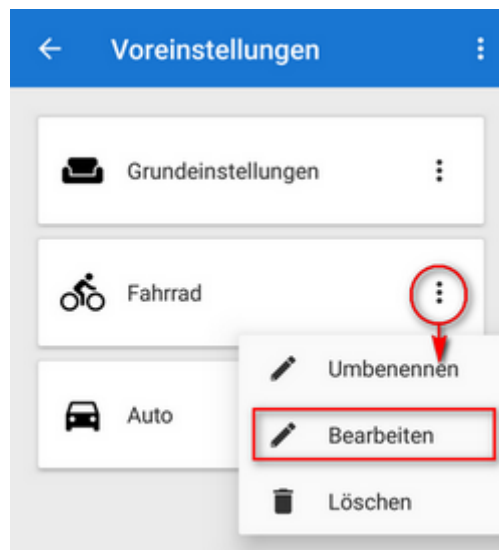 Voreinstellungen
Grundeinstellungen
Fahrrad
Umbenennen
Auto
Bearbeiten
Löschen